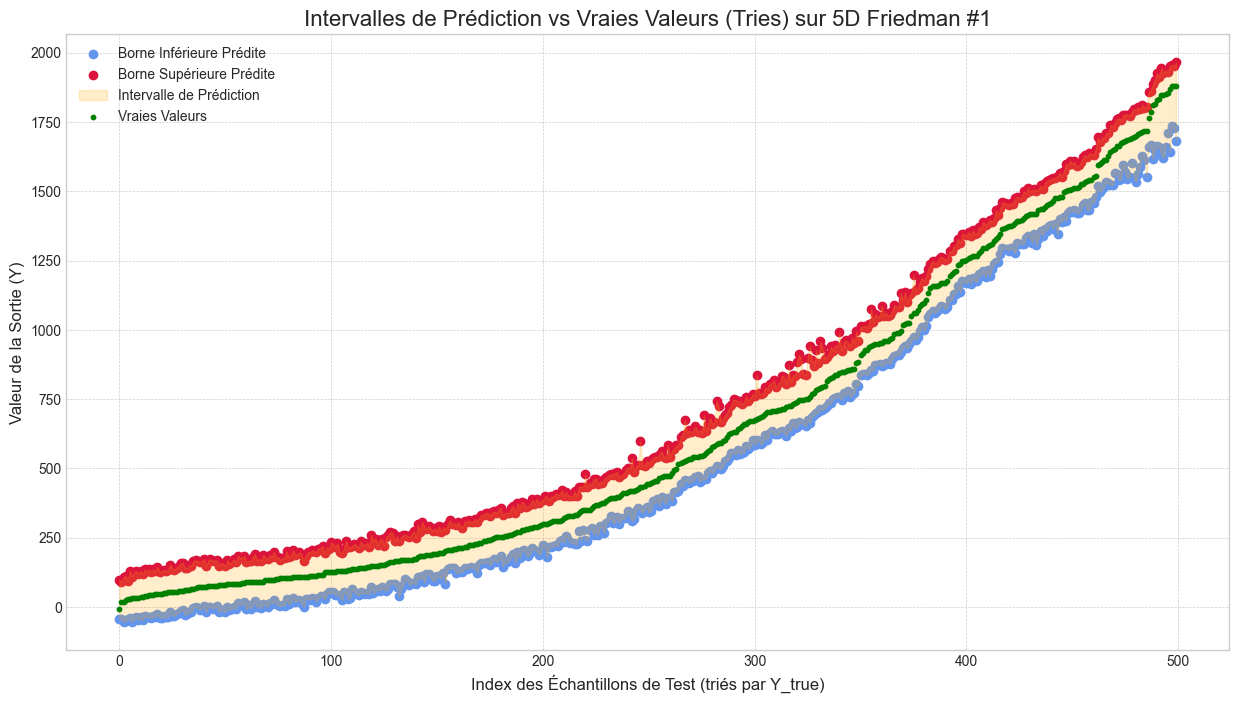 Intervalles de Prédiction vs Vraies Valeurs (Tries) sur 5D Friedman #1
Borne Inférieure Prédite
Borne Supérieure Prédite
Intervalle de Prédiction
Vraies Valeurs
Valeur de la Sortie (Y)
2000
1750
1500
1250
1000
750
500
250
0
0
100
200
300
400
500
Index des Échantillons de Test (triés par Y_true)